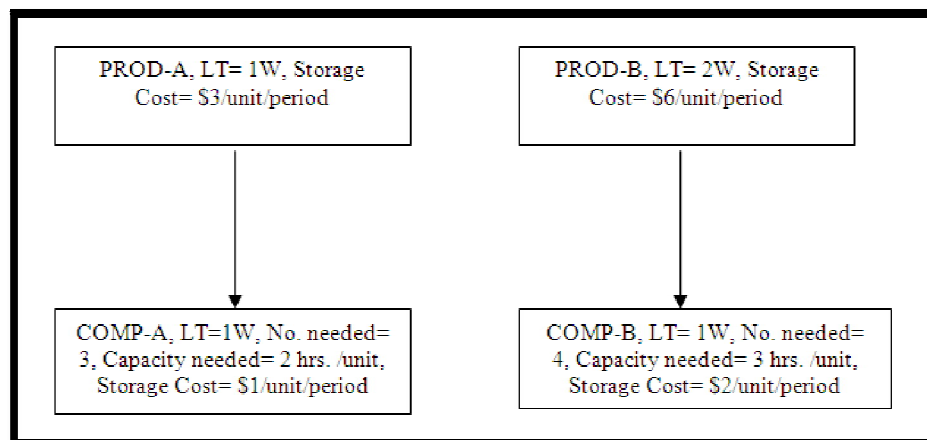 PROD-A, LT= 1W, Storage
Cost= $3/unit/period
PROD-B, LT= 2W, Storage
Cost= $6/unit/period
COMP-A, LT=1W, No. needed=
3, Capacity needed= 2 hrs. /unit,
Storage Cost= $1/unit/period
COMP-B, LT= 1W, No. needed=
4, Capacity needed= 3 hrs. /unit,
Storage Cost= $2/unit/period